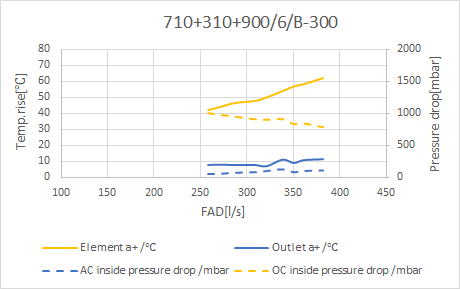 710+310+900/6/B-300
Temp.rise[°C]
80
70
60
50
40
30
20
10
0
2000
1500
1000
500
0
Pressure drop[mbar]
100 150 200 250 300 350 400 450
FAD[l/s]
Element a+ /°C
Outlet a+ /°C
AC inside pressure drop /mbar
OC inside pressure drop /mbar